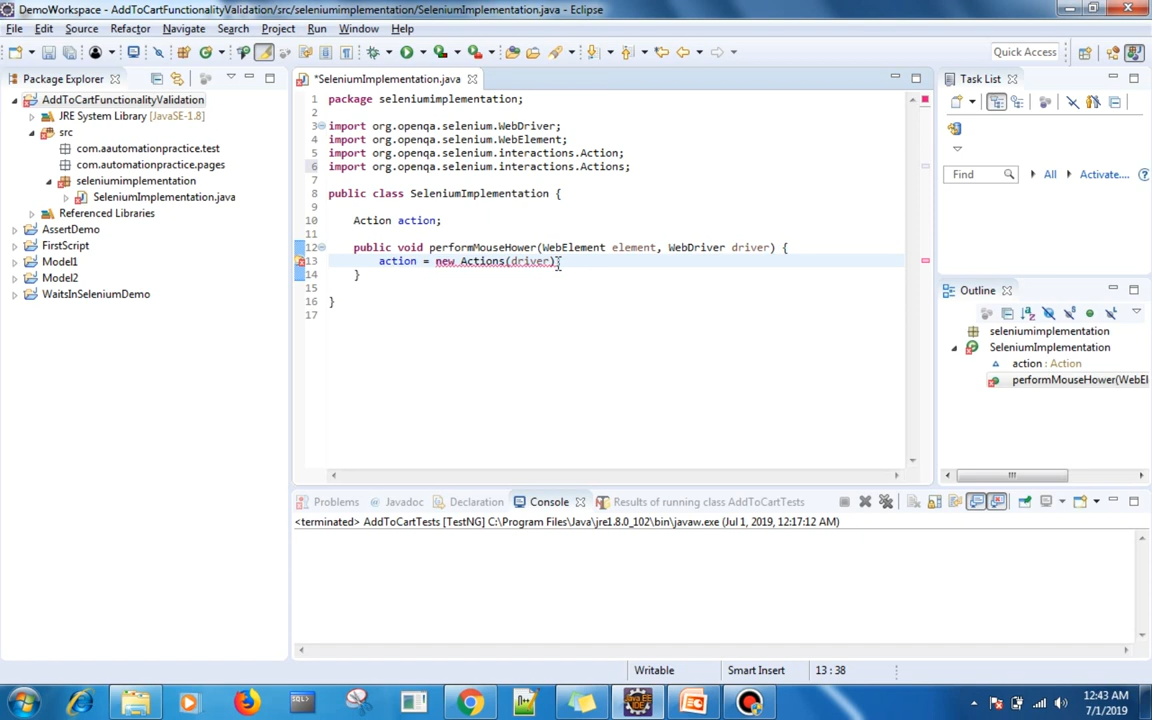 DemoWorkspace - AddToCartFunctionalityValidation/src/seleniumimplementation/SeleniumImplementation.java - Eclipse
File Edit Source Refactor Navigate Search Project Run Window Help
Quick Access
Package Explorer
AddToCartFunctionalityValidation
JRE System Library [JavaSE-1.8]
src
com.aautomationpractice.test
com.automationpractice.pages
seleniumimplementation
SeleniumImplementation.java
Referenced Libraries
AssertDemo
FirstScript
Model1
Model2
WaitsInSeleniumDemo
*SeleniumImplementation.java
1 package seleniumimplementation;
2
3 import org.openqa.selenium.WebDriver;
4 import org.openqa.selenium.WebElement;
5 import org.openqa.selenium.interactions.Action;
6 import org.openqa.selenium.interactions.Actions;
7
8 public class SeleniumImplementation {
9
10 Action action;
11
12 public void performMouseHower(WebElement element, WebDriver driver) {
13 action = new Actions(driver);
14 }
15
16 }
17
Task List
Find All Activate....
Outline
seleniumimplementation
SeleniumImplementation
action : Action
performMouseHower(WebEl
Problems Javadoc Declaration Console Results of running class AddToCartTests
<terminated> AddToCartTests [TestNG] C:\Program Files\Java\jre1.8.0_102\bin\javaw.exe (Jul 1, 2019, 12:17:12 AM)
Writable Smart Insert 13 : 38
12:43 AM
7/1/2019